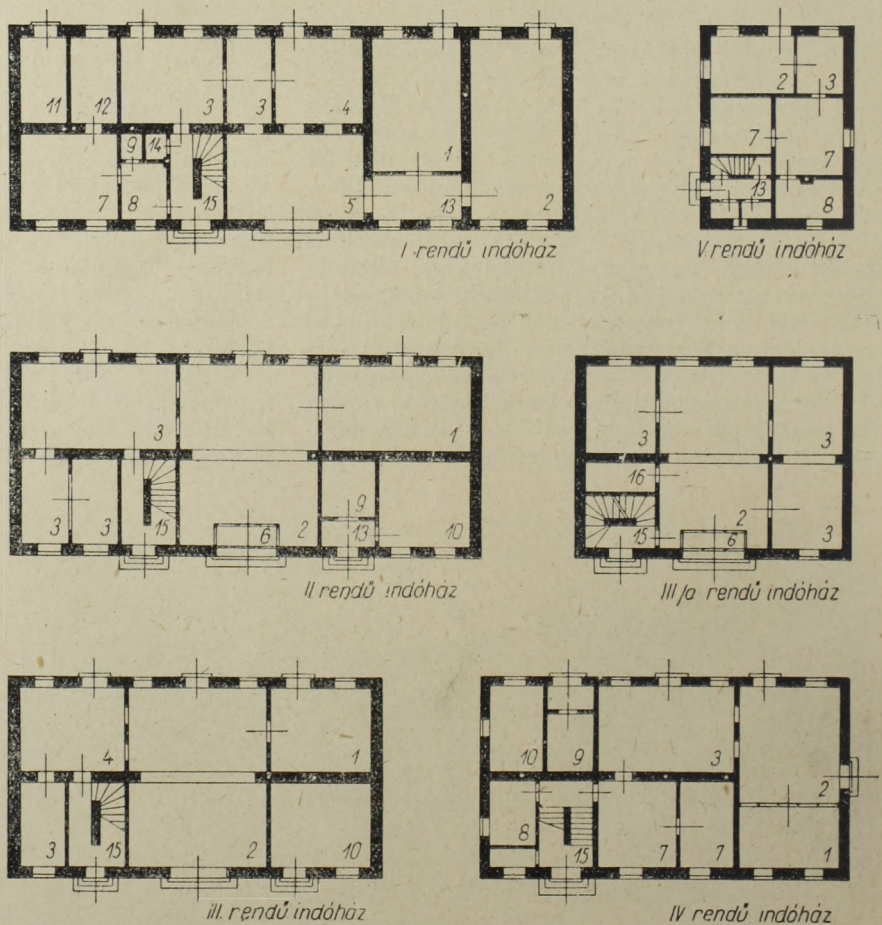 11 12 3 3 4 1 2
9 14
7 8 15 5 13
I. rendű indóház
2 3
7 7
13 8
V. rendű indóház
3 1
3 3 15 6 2 9 13 10
II. rendű indóház
3 3
16 2
15 6 3
III/a rendű indóház
4 1
3 15 2 10
III. rendű indóház
10 9 3 2
8 15 7 7 1
IV rendű indóház